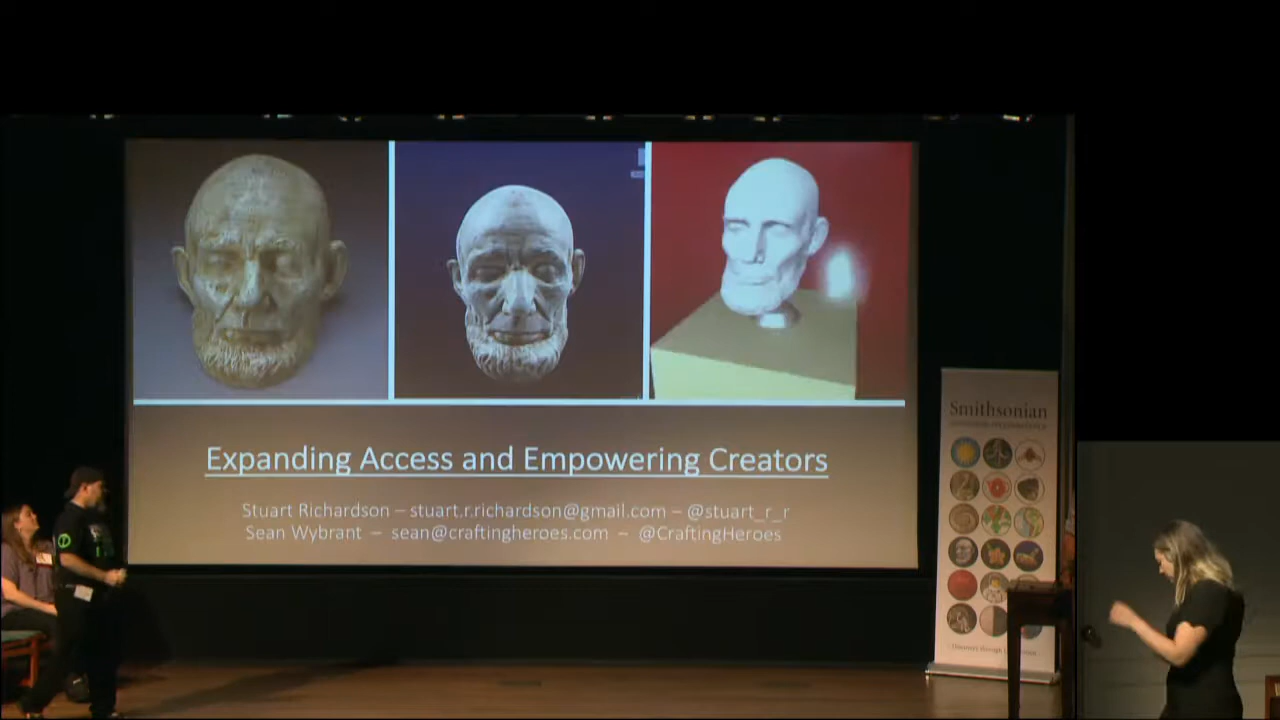 Expanding Access and Empowering Creators
Stuart Richardson – stuart.r.richardson@gmail.com – @stuart_r_r
Sean Wybrant – sean@craftingheroes.com – @CraftingHeroes
Smithsonian